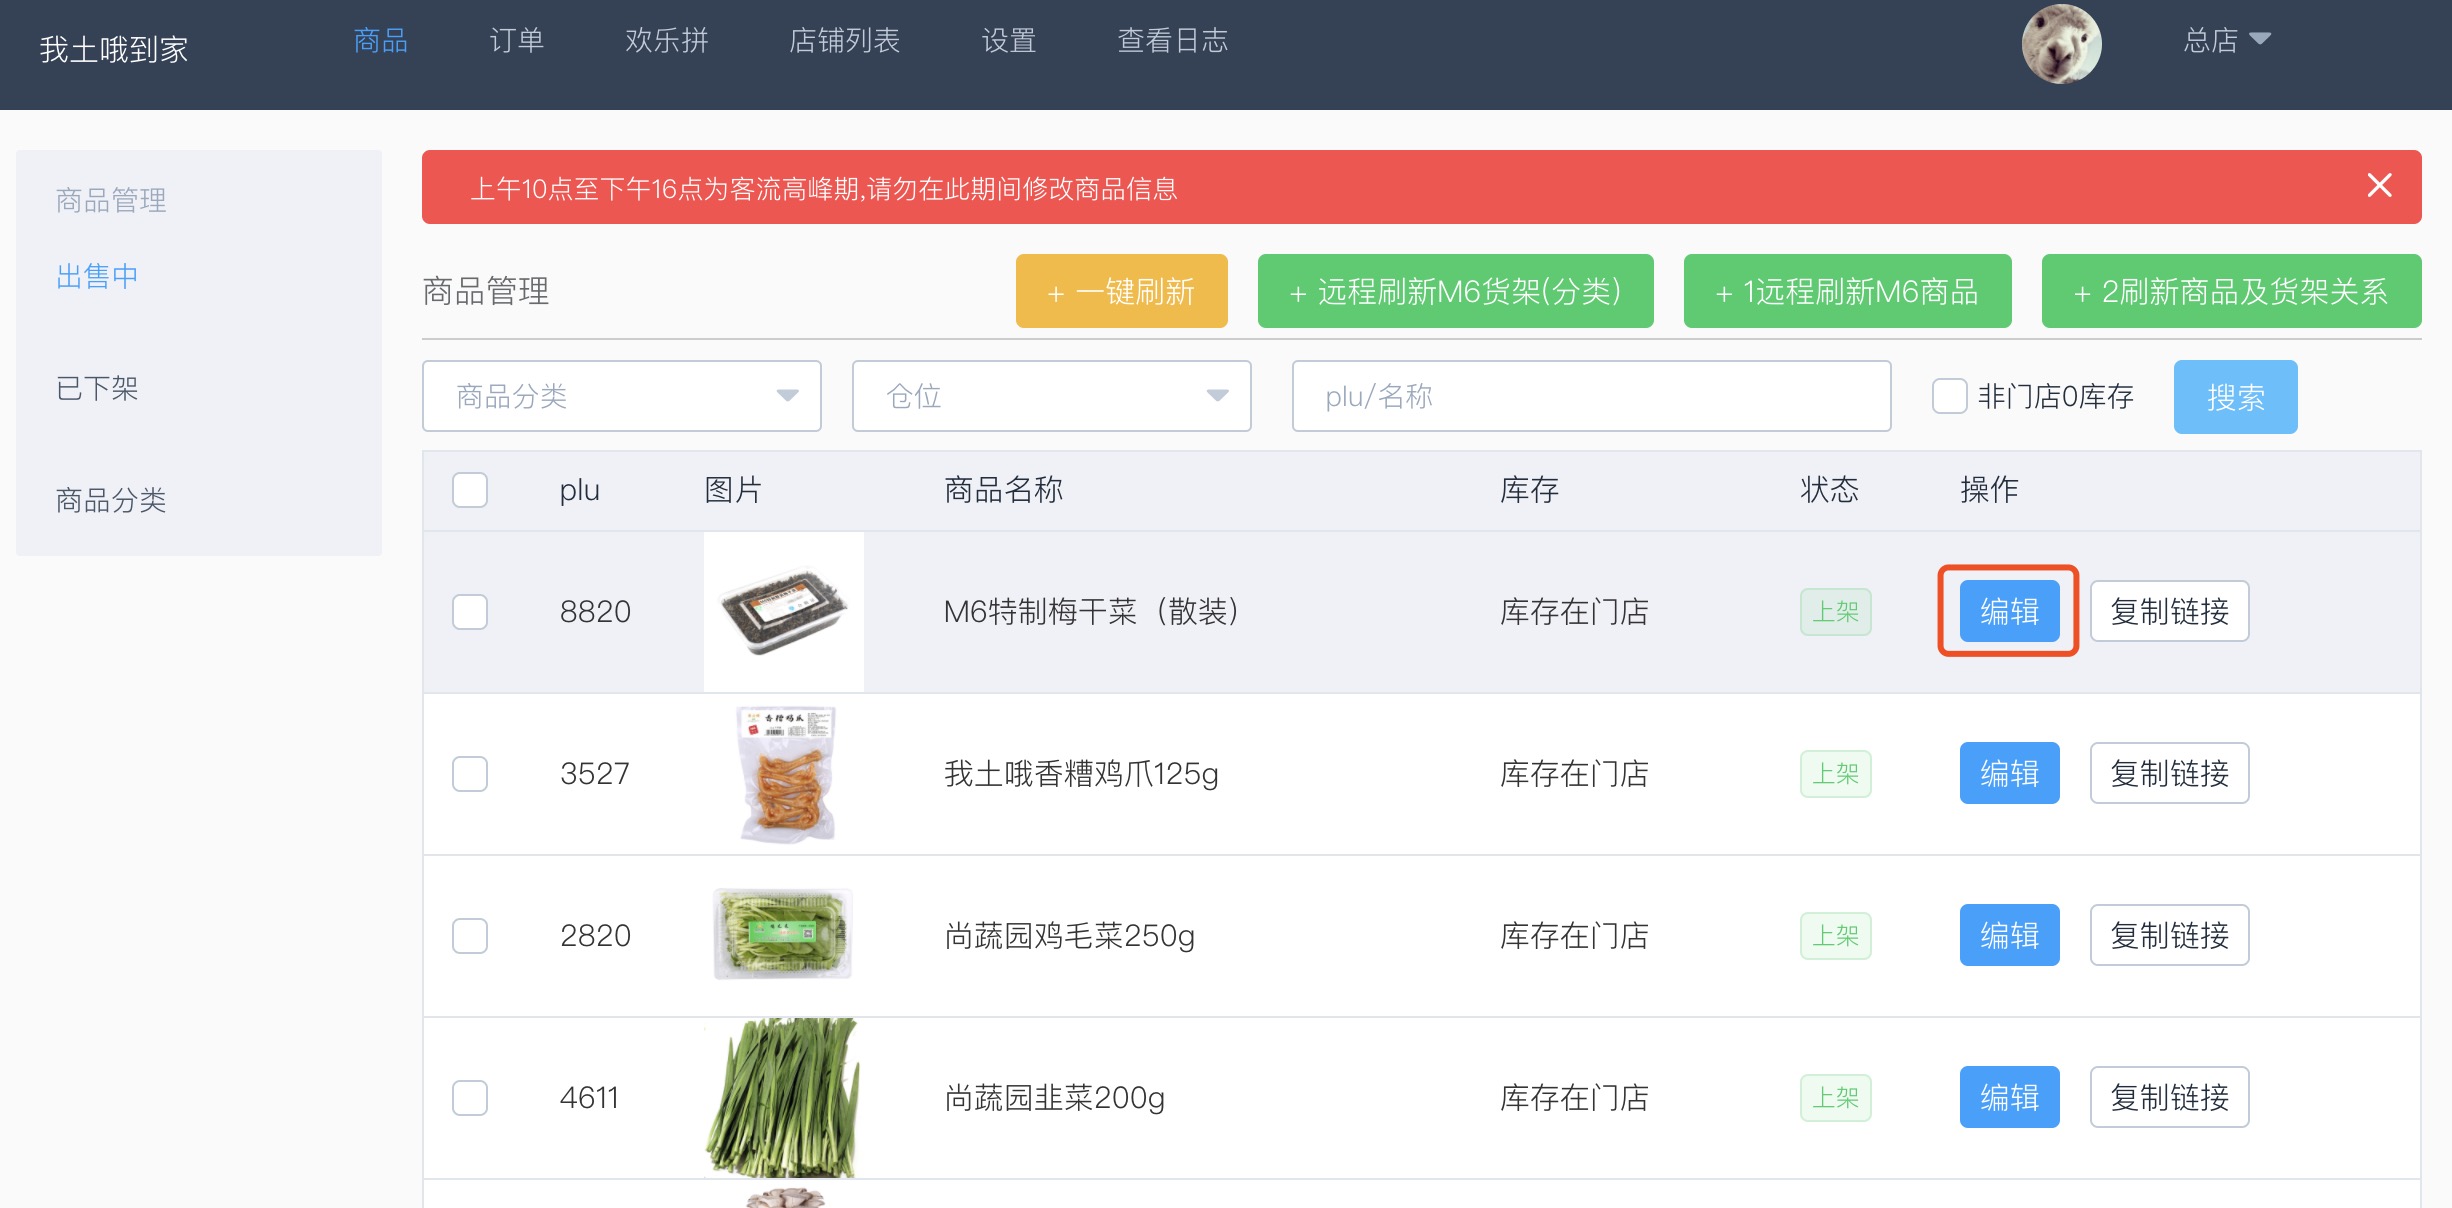 我土哦到家
商品 订单 欢乐拼 店铺列表 设置 查看日志
总店
商品管理
出售中
已下架
商品分类
上午10点至下午16点为客流高峰期,请勿在此期间修改商品信息
商品管理
+ 一键刷新
+ 远程刷新M6货架(分类)
+ 1远程刷新M6商品
+ 2刷新商品及货架关系
商品分类
仓位
plu/名称
非门店0库存
搜索
plu 图片 商品名称 库存 状态 操作
8820 M6特制梅干菜（散装） 库存在门店 上架 编辑 复制链接
香糟鸡爪
3527 我土哦香糟鸡爪125g 库存在门店 上架 编辑 复制链接
2820 尚蔬园鸡毛菜250g 库存在门店 上架 编辑 复制链接
4611 尚蔬园韭菜200g 库存在门店 上架 编辑 复制链接